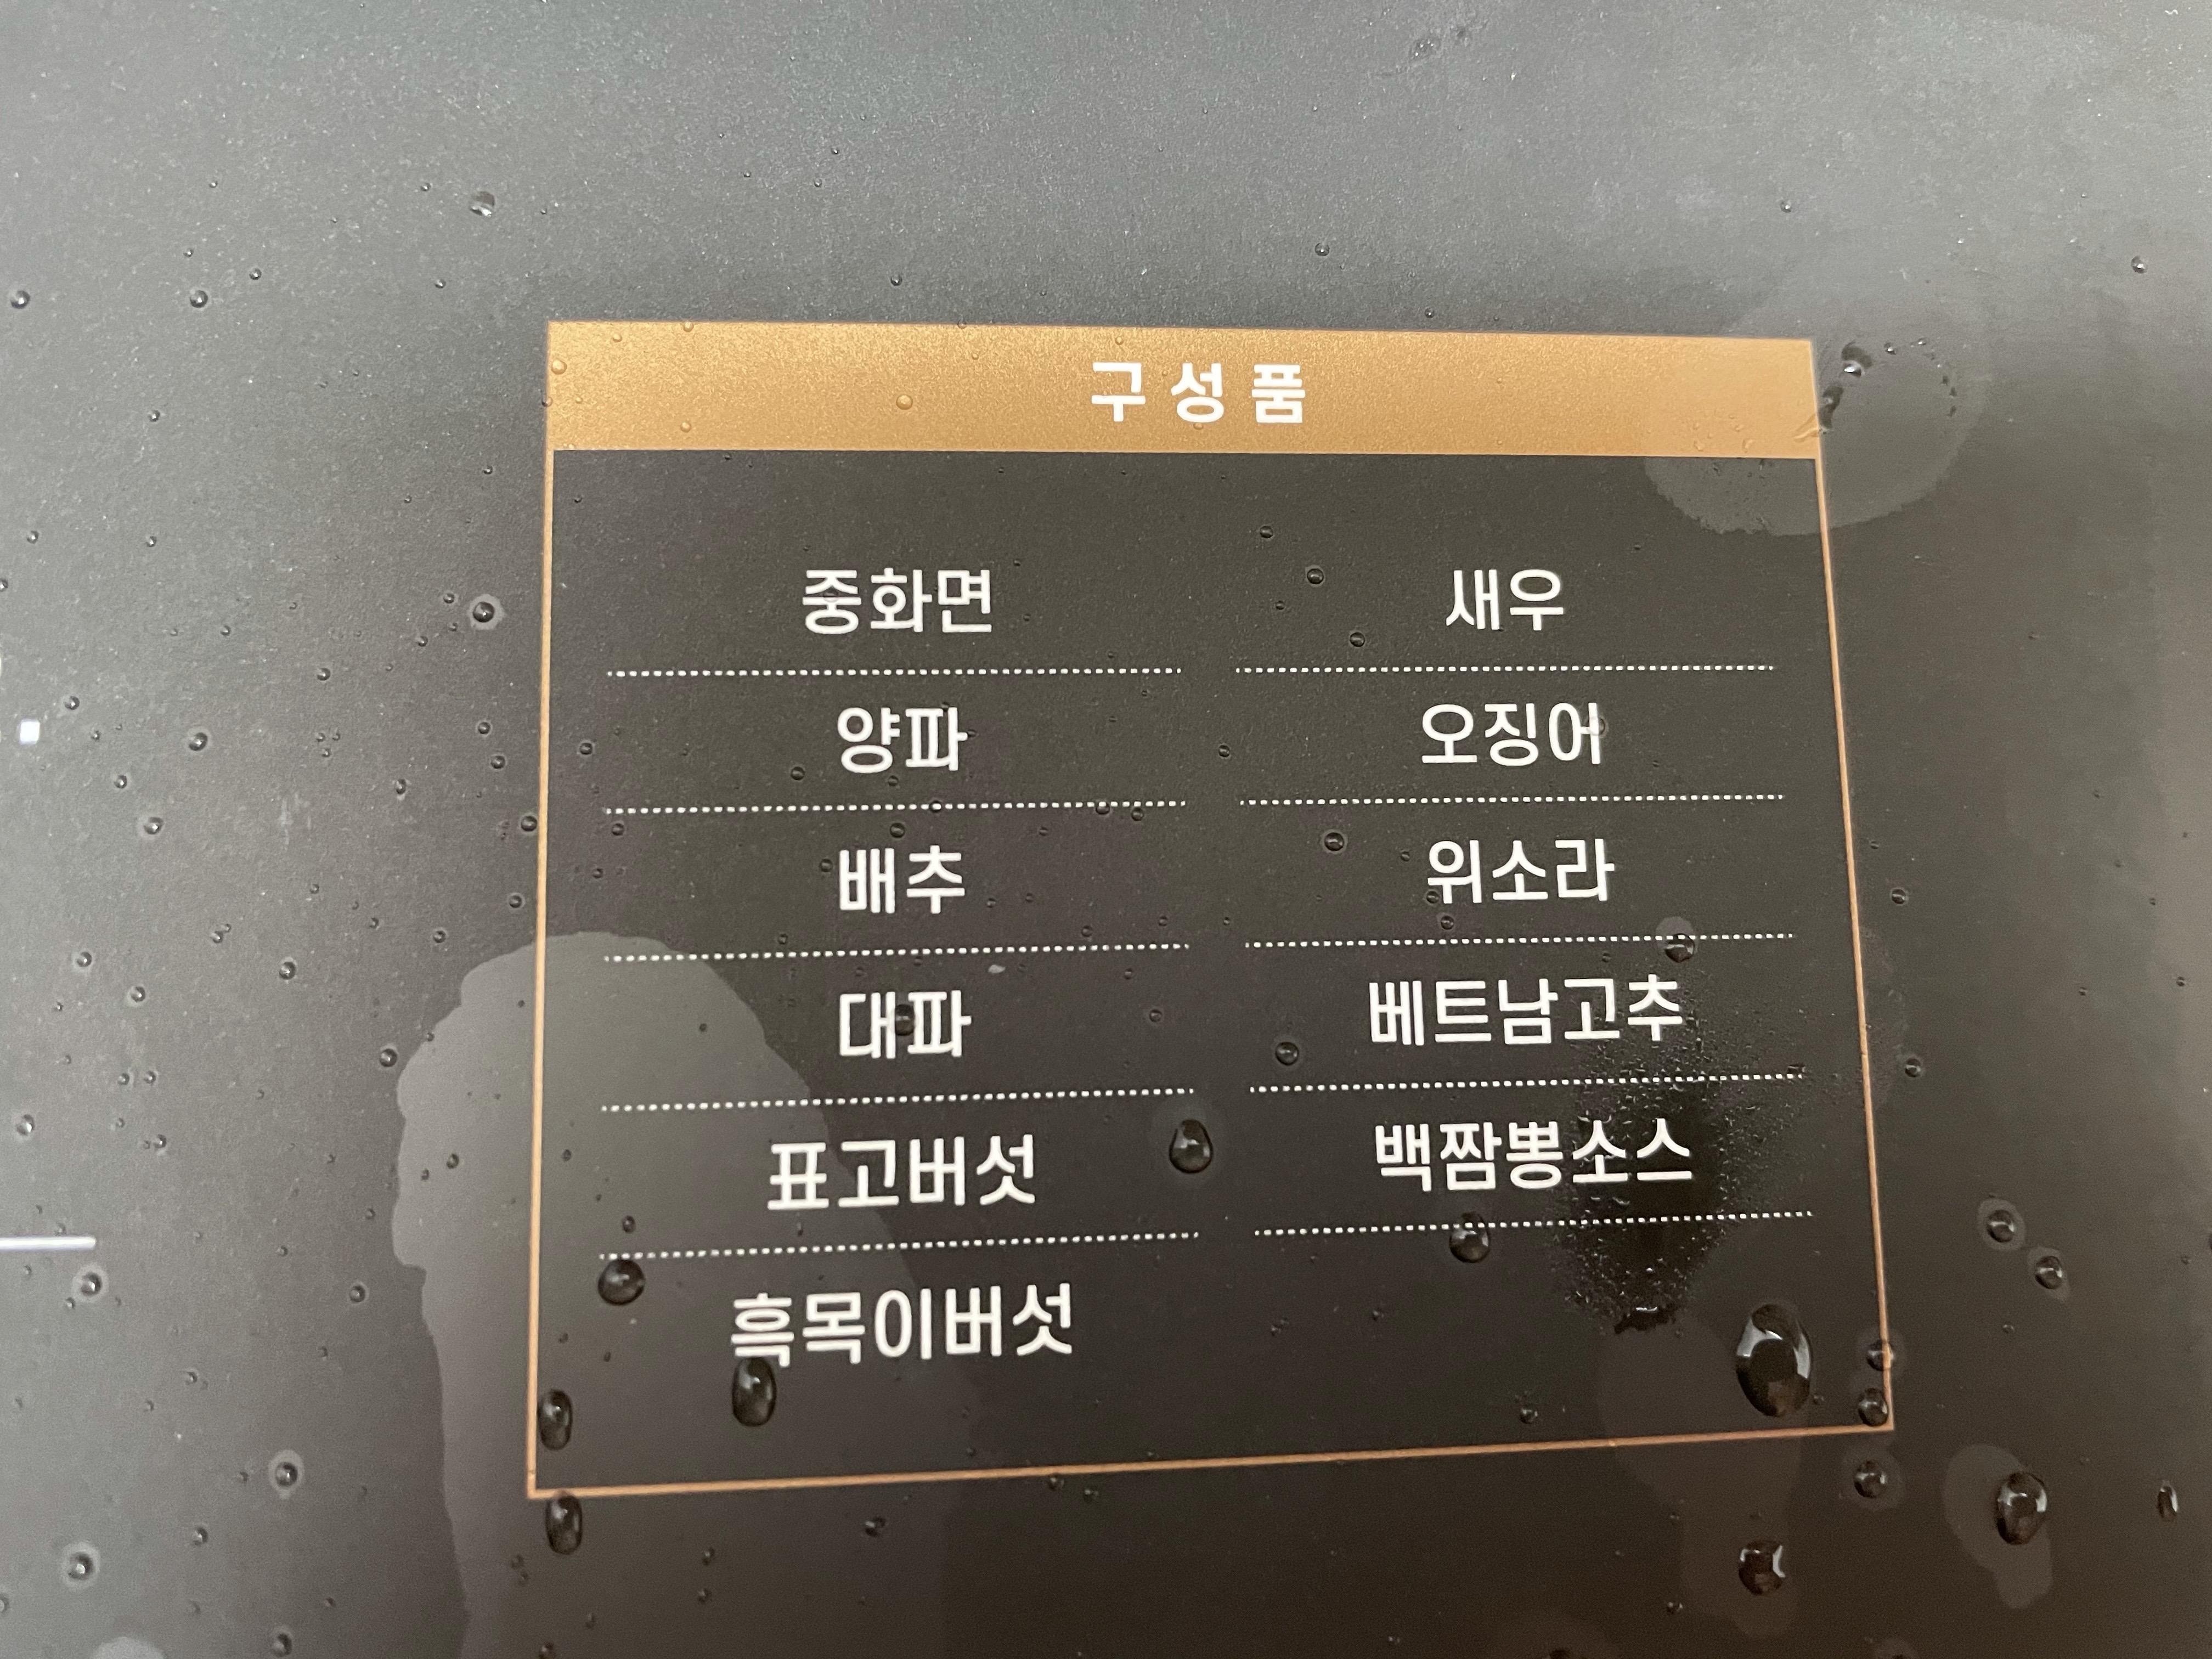 구성품
중화면
양파
배추
대파
표고버섯
흑목이버섯
새우
오징어
위소라
베트남고추
백짬뽕소스